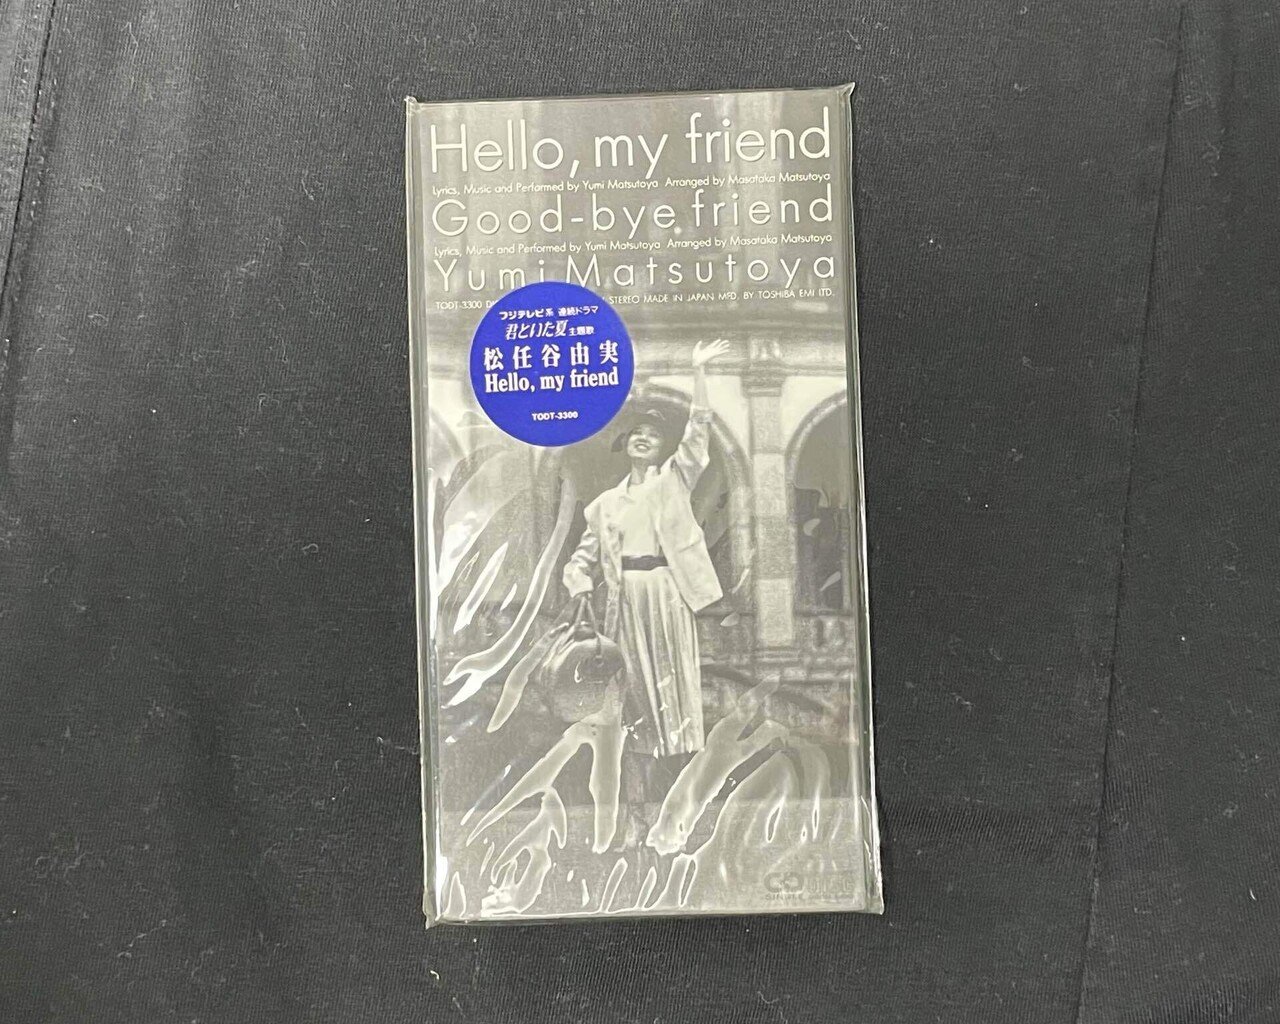 Hello, my friend
Lyrics, Music and Performed by Yumi Matsutoya Arranged by Masataka Matsutoya
Good-bye friend
Lyrics, Music and Performed by Yumi Matsutoya Arranged by Masataka Matsutoya
Yumi Matsutoya
TODT-3300 STEREO MADE IN JAPAN MFD. BY TOSHIBA EMI LTD.
フジテレビ系 連続ドラマ
君といた夏 主題歌
松任谷由実
Hello, my friend
TODT-3300